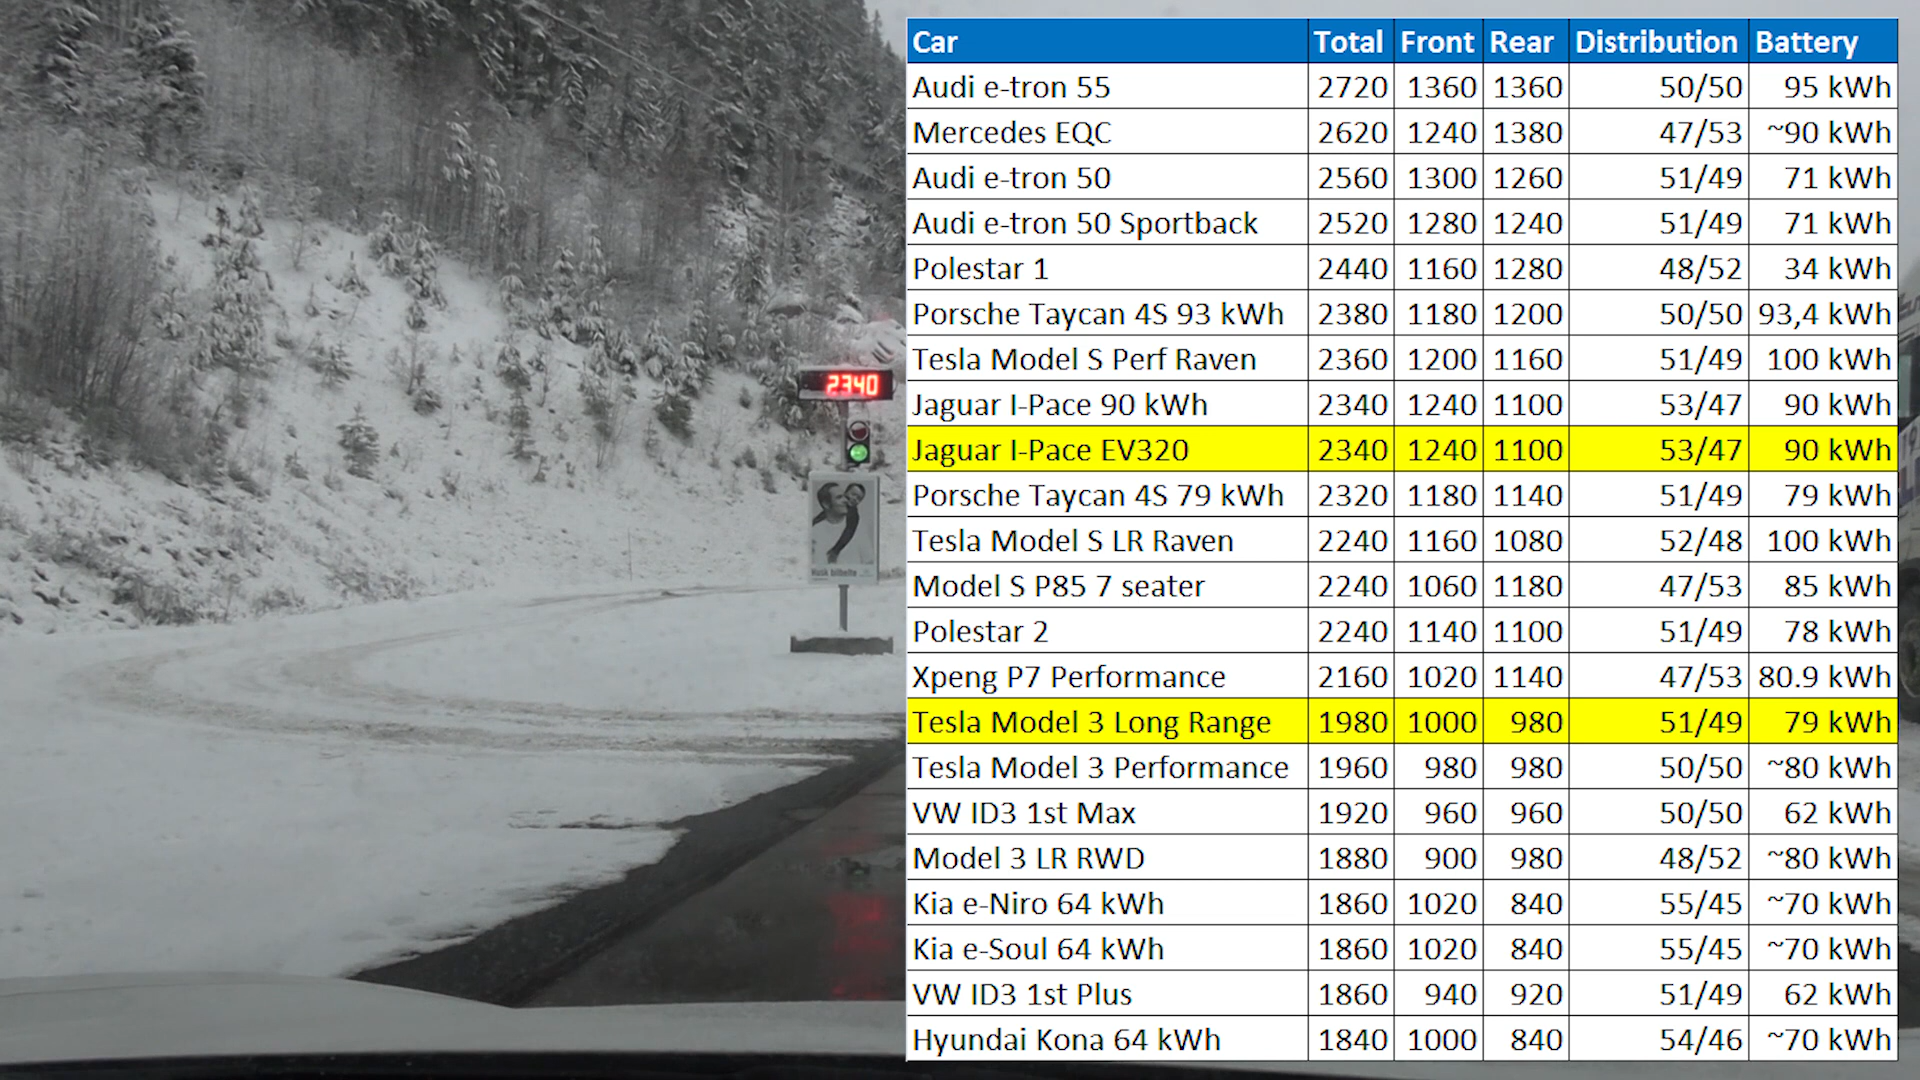 2340
Husk bilbelte
Car Total Front Rear Distribution Battery
Audi e-tron 55 2720 1360 1360 50/50 95 kWh
Mercedes EQC 2620 1240 1380 47/53 ~90 kWh
Audi e-tron 50 2560 1300 1260 51/49 71 kWh
Audi e-tron 50 Sportback 2520 1280 1240 51/49 71 kWh
Polestar 1 2440 1160 1280 48/52 34 kWh
Porsche Taycan 4S 93 kWh 2380 1180 1200 50/50 93,4 kWh
Tesla Model S Perf Raven 2360 1200 1160 51/49 100 kWh
Jaguar I-Pace 90 kWh 2340 1240 1100 53/47 90 kWh
Jaguar I-Pace EV320 2340 1240 1100 53/47 90 kWh
Porsche Taycan 4S 79 kWh 2320 1180 1140 51/49 79 kWh
Tesla Model S LR Raven 2240 1160 1080 52/48 100 kWh
Model S P85 7 seater 2240 1060 1180 47/53 85 kWh
Polestar 2 2240 1140 1100 51/49 78 kWh
Xpeng P7 Performance 2160 1020 1140 47/53 80.9 kWh
Tesla Model 3 Long Range 1980 1000 980 51/49 79 kWh
Tesla Model 3 Performance 1960 980 980 50/50 ~80 kWh
VW ID3 1st Max 1920 960 960 50/50 62 kWh
Model 3 LR RWD 1880 900 980 48/52 ~80 kWh
Kia e-Niro 64 kWh 1860 1020 840 55/45 ~70 kWh
Kia e-Soul 64 kWh 1860 1020 840 55/45 ~70 kWh
VW ID3 1st Plus 1860 940 920 51/49 62 kWh
Hyundai Kona 64 kWh 1840 1000 840 54/46 ~70 kWh